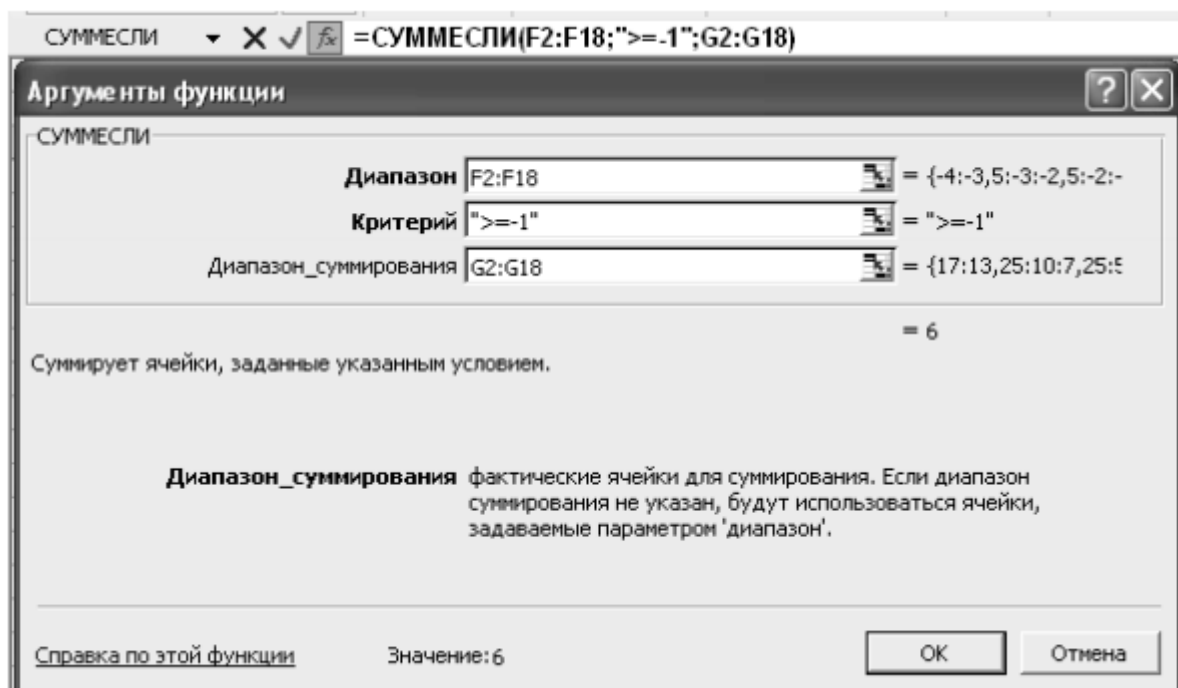 СУММЕСЛИ fx =СУММЕСЛИ(F2:F18;">=-1";G2:G18)
Аргументы функции
СУММЕСЛИ
Диапазон F2:F18 = {-4:-3,5:-3:-2,5:-2:-
Критерий ">=-1" = ">=-1"
Диапазон_суммирования G2:G18 = {17:13,25:10:7,25:5
= 6
Суммирует ячейки, заданные указанным условием.
Диапазон_суммирования фактические ячейки для суммирования. Если диапазон
суммирования не указан, будут использоваться ячейки,
задаваемые параметром 'диапазон'.
Справка по этой функции Значение:6 ОК Отмена